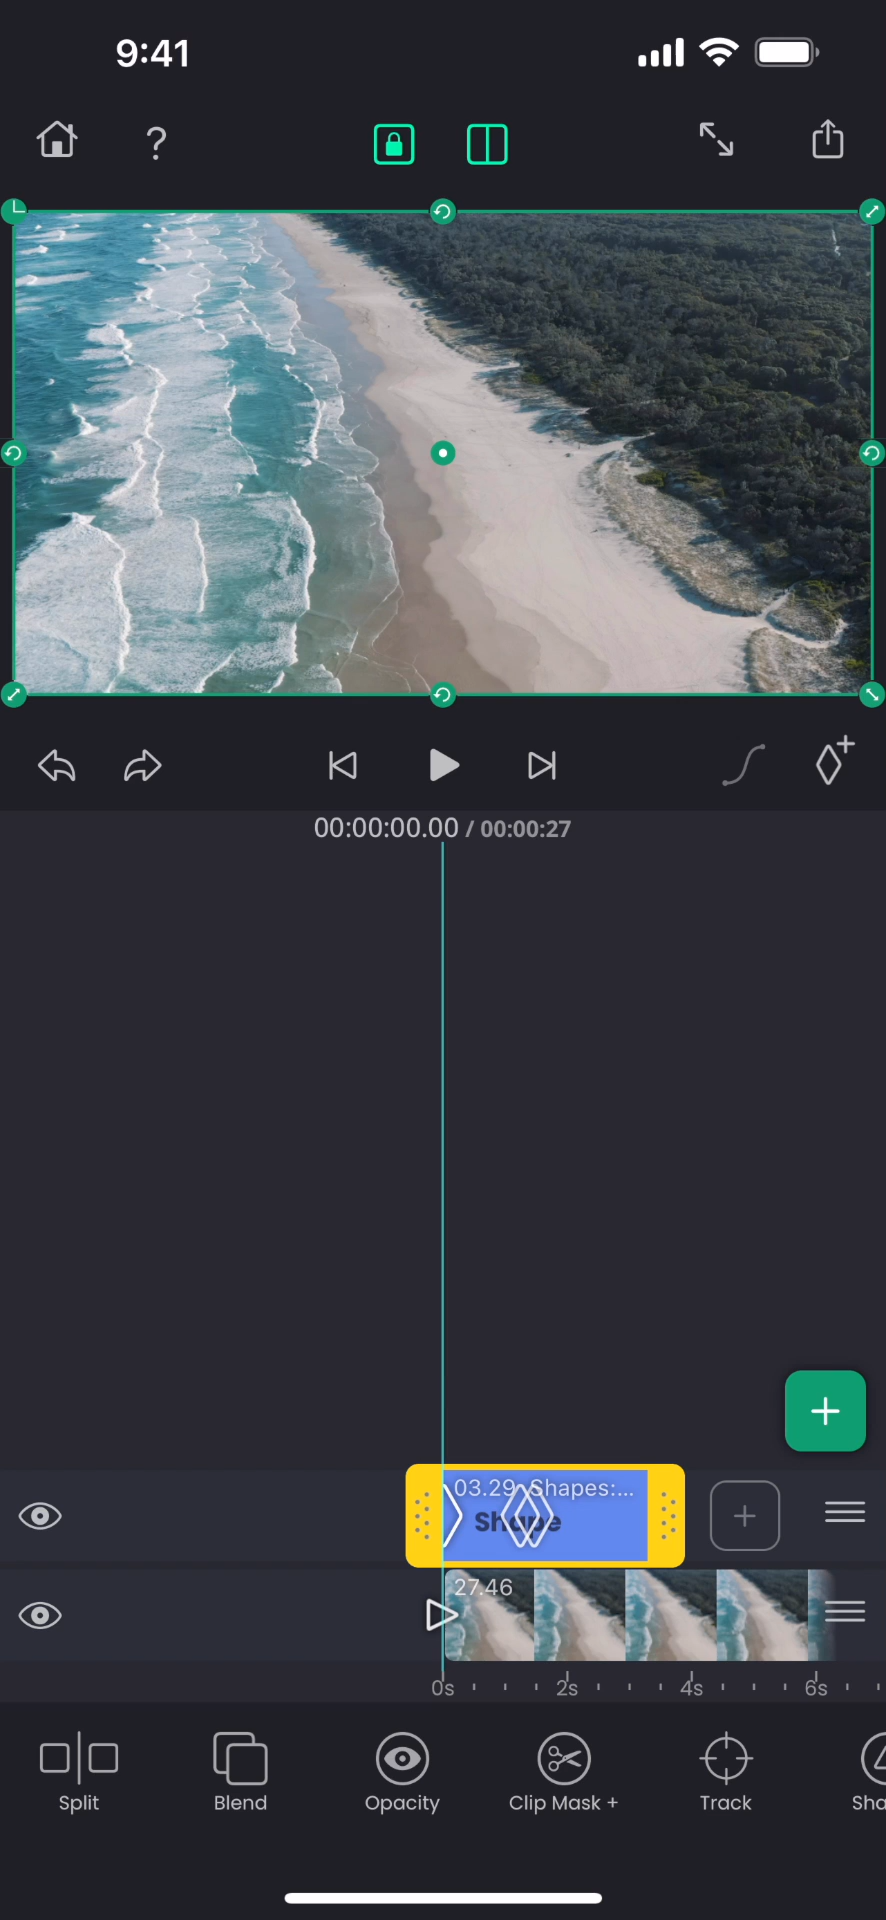 9:41
?
00:00:00.00 / 00:00:27
03.29 Shapes:...
Shape
27.46
0s 2s 4s 6s
Split Blend Opacity Clip Mask + Track Sha